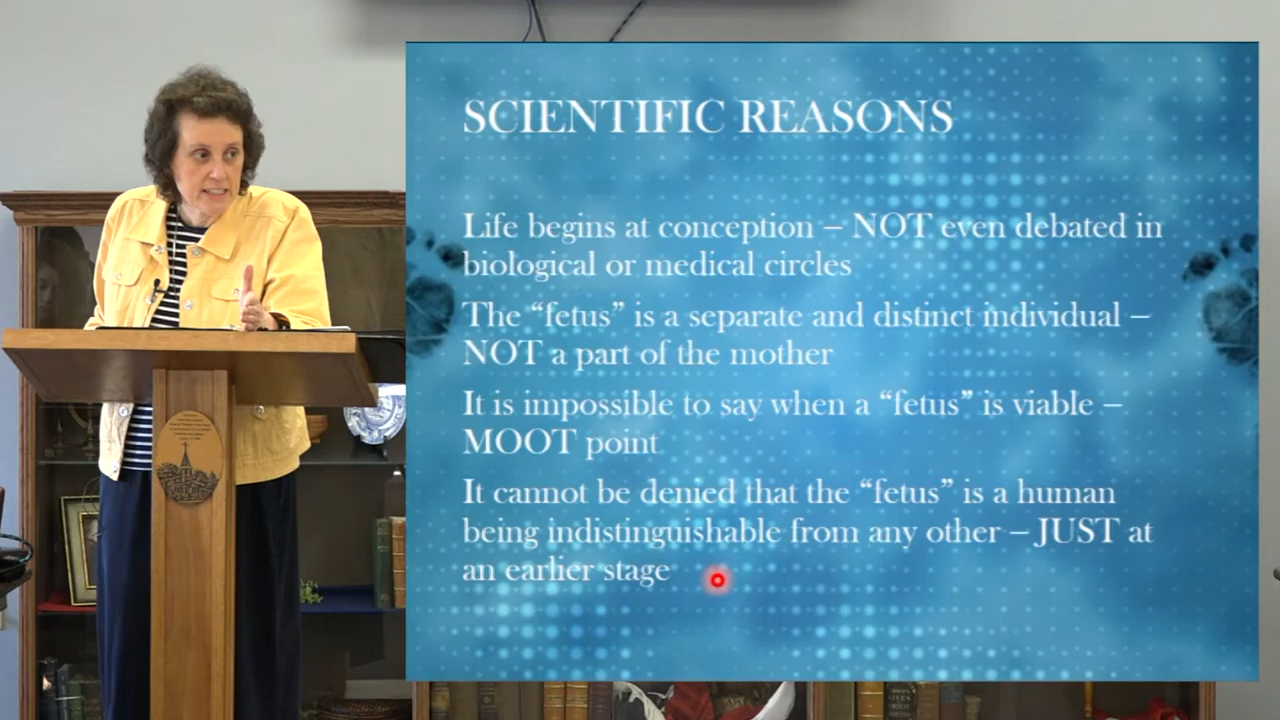 SCIENTIFIC REASONS
Life begins at conception – NOT even debated in
biological or medical circles
The “fetus” is a separate and distinct individual –
NOT a part of the mother
It is impossible to say when a “fetus” is viable –
MOOT point
It cannot be denied that the “fetus” is a human
being indistinguishable from any other – JUST at
an earlier stage